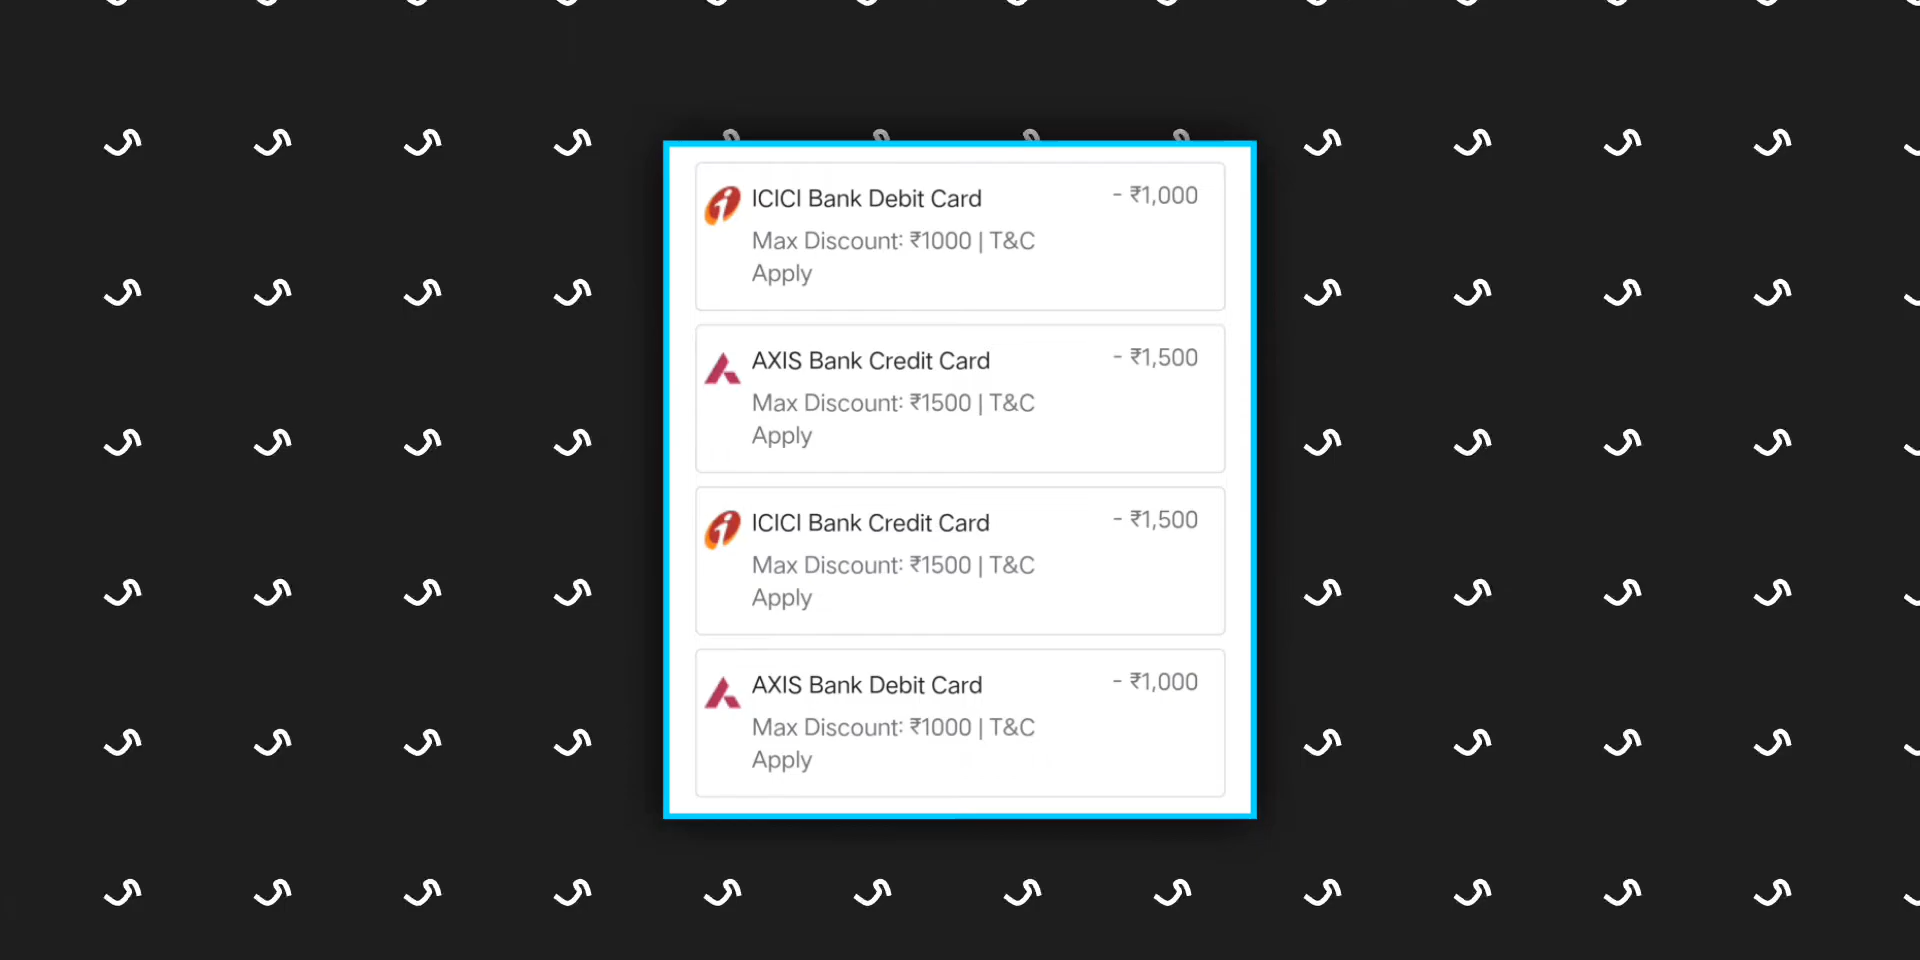 ICICI Bank Debit Card
- ₹1,000
Max Discount: ₹1000 | T&C
Apply
AXIS Bank Credit Card
- ₹1,500
Max Discount: ₹1500 | T&C
Apply
ICICI Bank Credit Card
- ₹1,500
Max Discount: ₹1500 | T&C
Apply
AXIS Bank Debit Card
- ₹1,000
Max Discount: ₹1000 | T&C
Apply